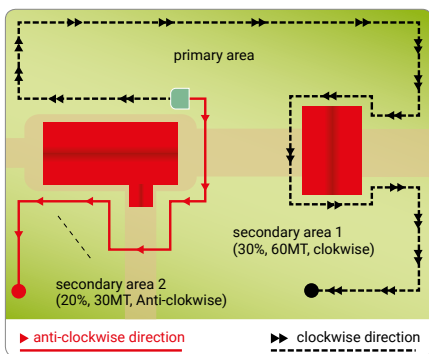 primary area
secondary area 1
(30%, 60MT, clokwise)
secondary area 2
(20%, 30MT, Anti-clokwise)
anti-clockwise direction
clockwise direction